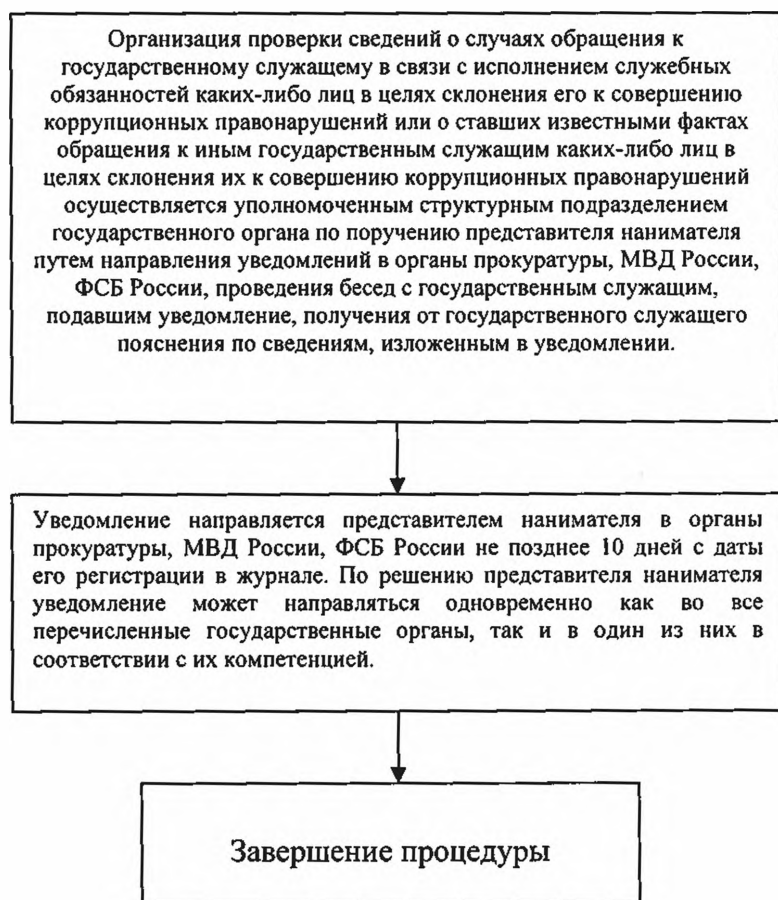 Организация проверки сведений о случаях обращения к
государственному служащему в связи с исполнением служебных
обязанностей каких-либо лиц в целях склонения его к совершению
коррупционных правонарушений или о ставших известными фактах
обращения к иным государственным служащим каких-либо лиц в
целях склонения их к совершению коррупционных правонарушений
осуществляется уполномоченным структурным подразделением
государственного органа по поручению представителя нанимателя
путем направления уведомлений в органы прокуратуры, МВД России,
ФСБ России, проведения бесед с государственным служащим,
подавшим уведомление, получения от государственного служащего
пояснения по сведениям, изложенным в уведомлении.
Уведомление направляется представителем нанимателя в органы
прокуратуры, МВД России, ФСБ России не позднее 10 дней с даты
его регистрации в журнале. По решению представителя нанимателя
уведомление может направляться одновременно как во все
перечисленные государственные органы, так и в один из них в
соответствии с их компетенцией.
Завершение процедуры